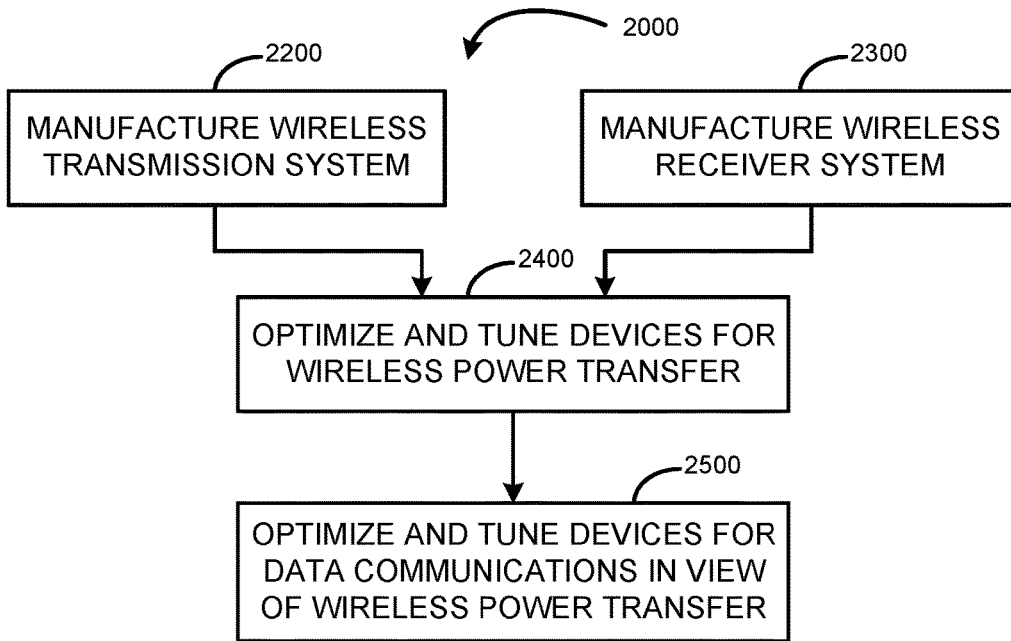 2000
2200
MANUFACTURE WIRELESS
TRANSMISSION SYSTEM
2300
MANUFACTURE WIRELESS
RECEIVER SYSTEM
2400
OPTIMIZE AND TUNE DEVICES FOR
WIRELESS POWER TRANSFER
2500
OPTIMIZE AND TUNE DEVICES FOR
DATA COMMUNICATIONS IN VIEW
OF WIRELESS POWER TRANSFER